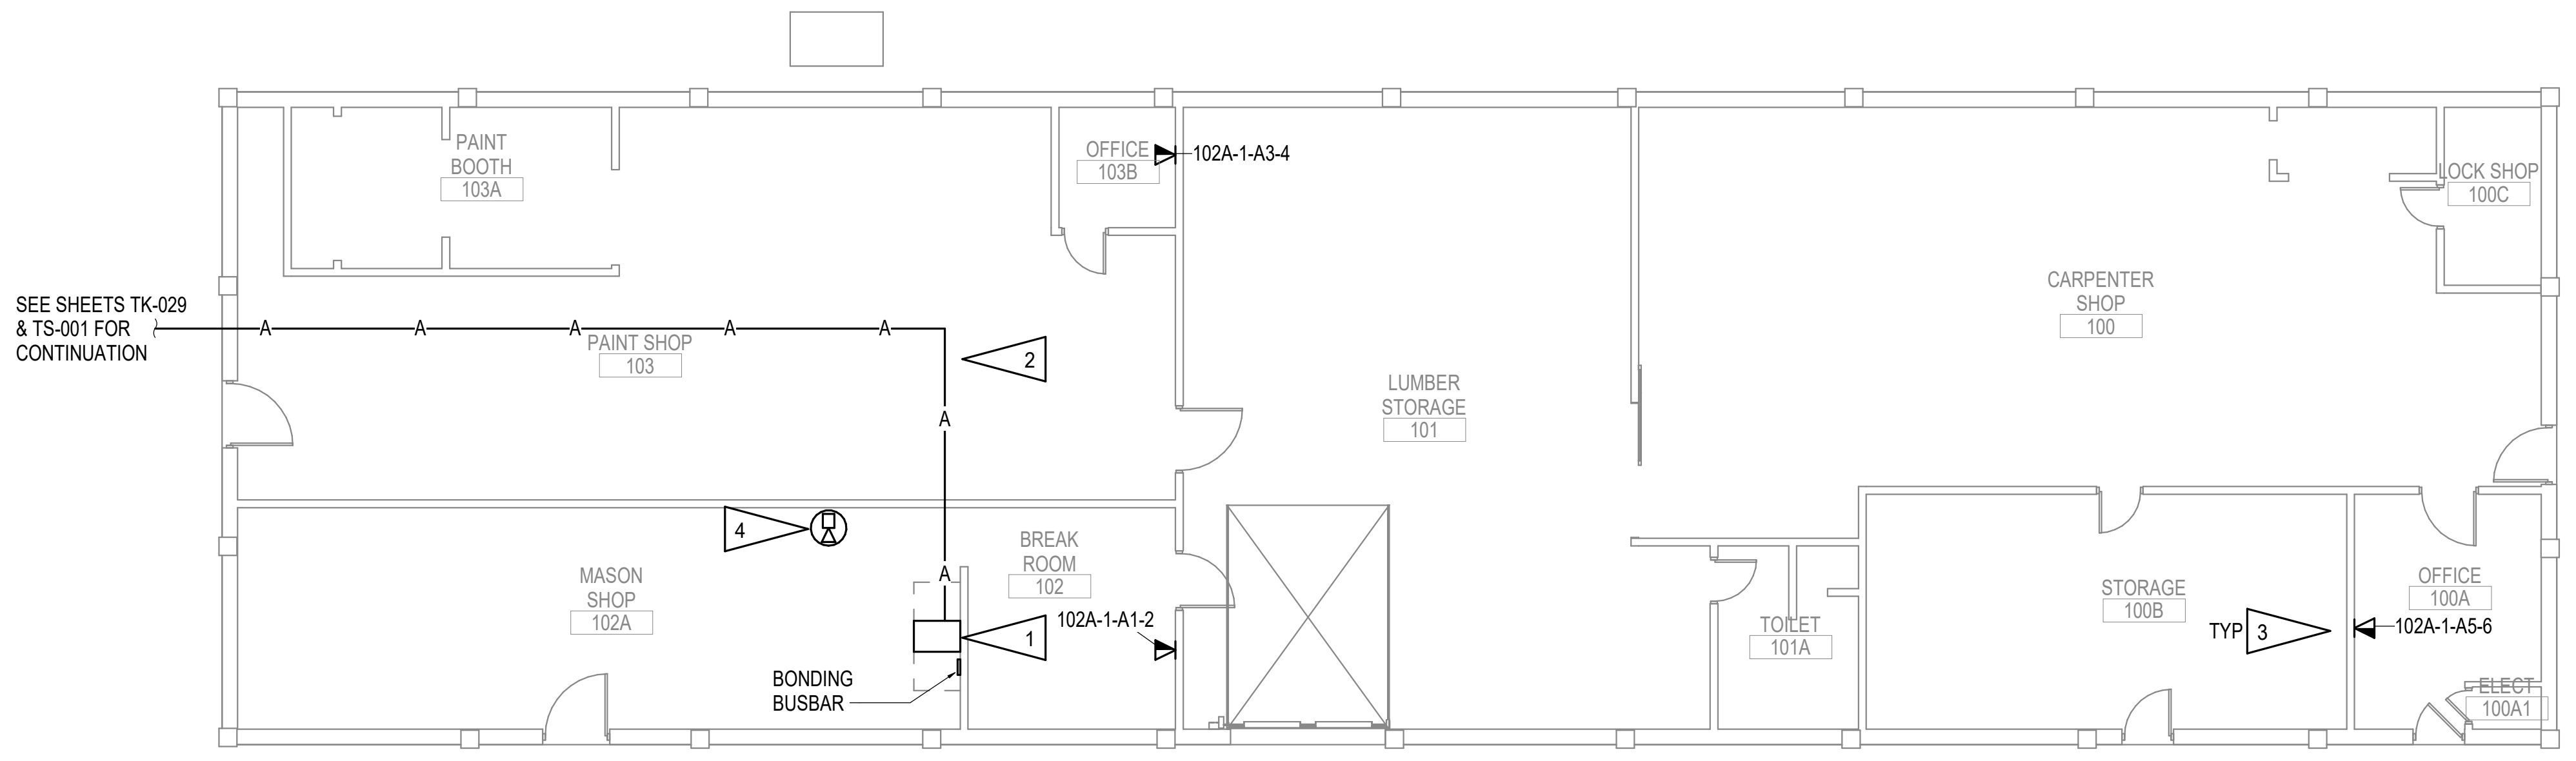 PAINT
BOOTH
103A
OFFICE
103B
102A-1-A3-4
LOCK SHOP
100C
SEE SHEETS TK-029
& TS-001 FOR
CONTINUATION
A
A
A
A
A
PAINT SHOP
103
2
A
CARPENTER
SHOP
100
LUMBER
STORAGE
101
4
BREAK
ROOM
102
A
MASON
SHOP
102A
1
102A-1-A1-2
BONDING
BUSBAR
TOILET
101A
STORAGE
100B
TYP
3
OFFICE
100A
102A-1-A5-6
ELECT
100A1